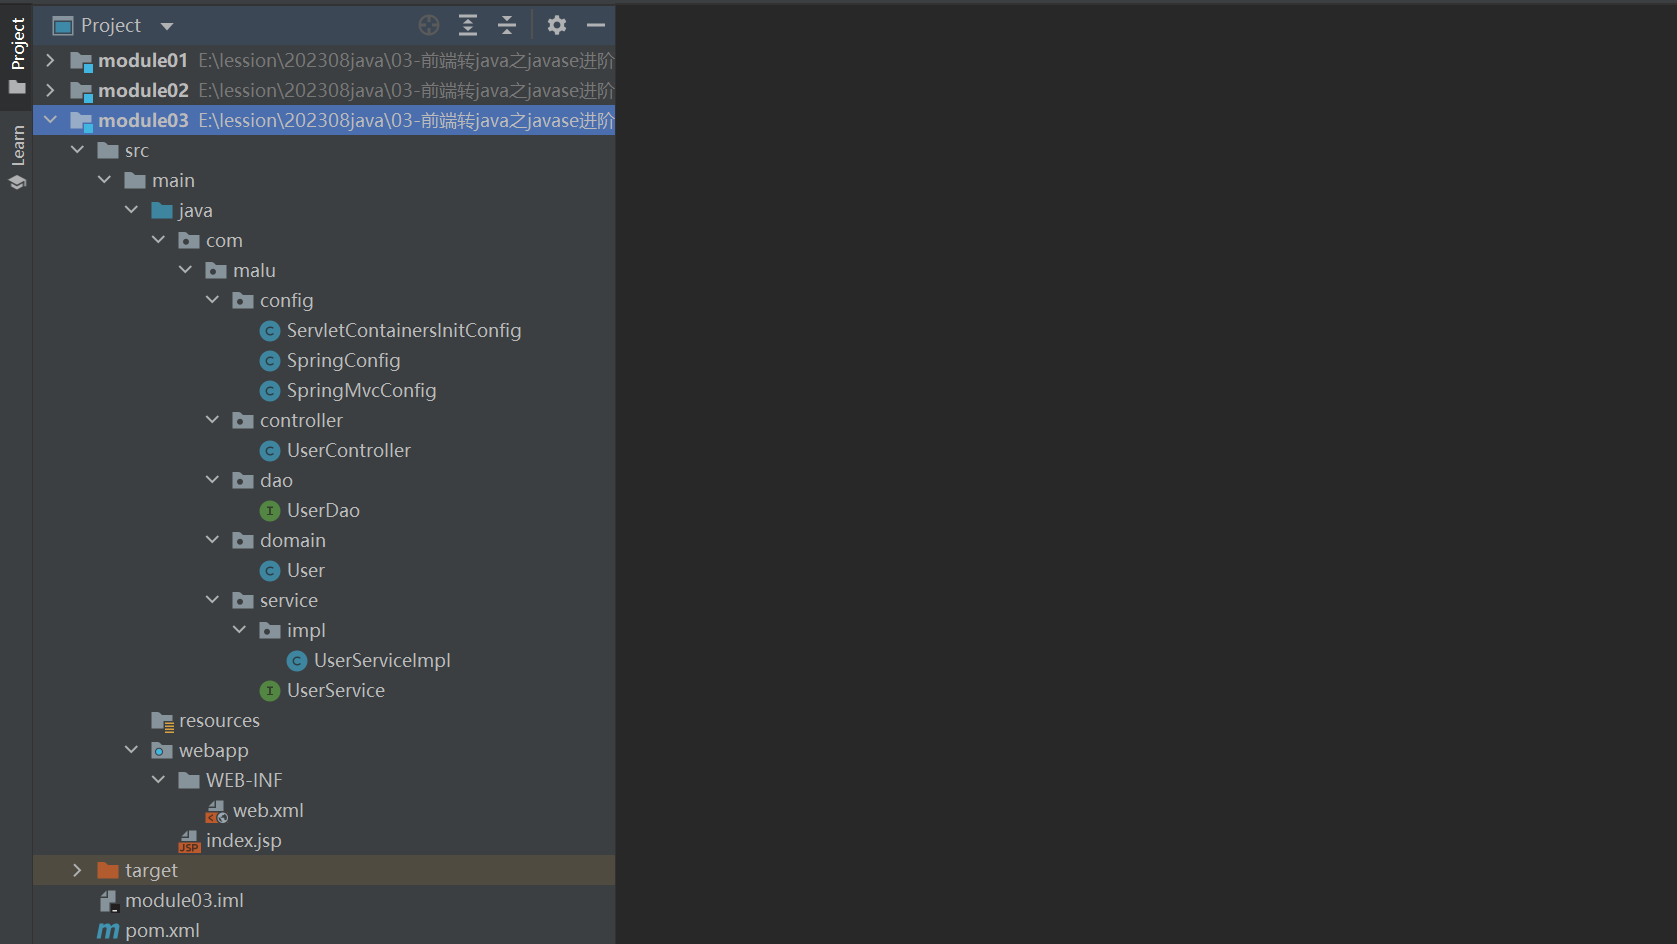 Project
Project
Learn
module01 E:\lession\202308java\03-前端转java之javase进阶
module02 E:\lession\202308java\03-前端转java之javase进阶
module03 E:\lession\202308java\03-前端转java之javase进阶
src
main
java
com
malu
config
C ServletContainersInitConfig
C SpringConfig
C SpringMvcConfig
controller
C UserController
dao
I UserDao
domain
C User
service
impl
C UserServiceImpl
I UserService
resources
webapp
WEB-INF
web.xml
JSP index.jsp
target
module03.iml
m pom.xml